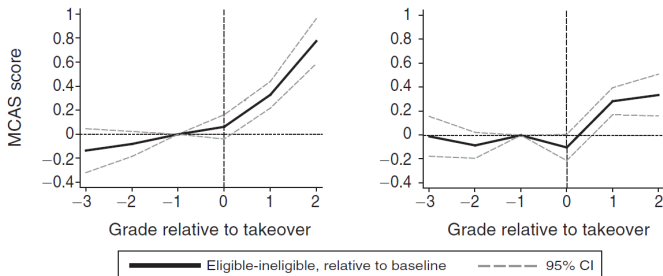 MCAS score
1
0.8
0.6
0.4
0.2
0
−0.2
−0.4
−3 −2 −1 0 1 2
Grade relative to takeover
1
0.8
0.6
0.4
0.2
0
−0.2
−0.4
−3 −2 −1 0 1 2
Grade relative to takeover
Eligible-ineligible, relative to baseline 95% CI